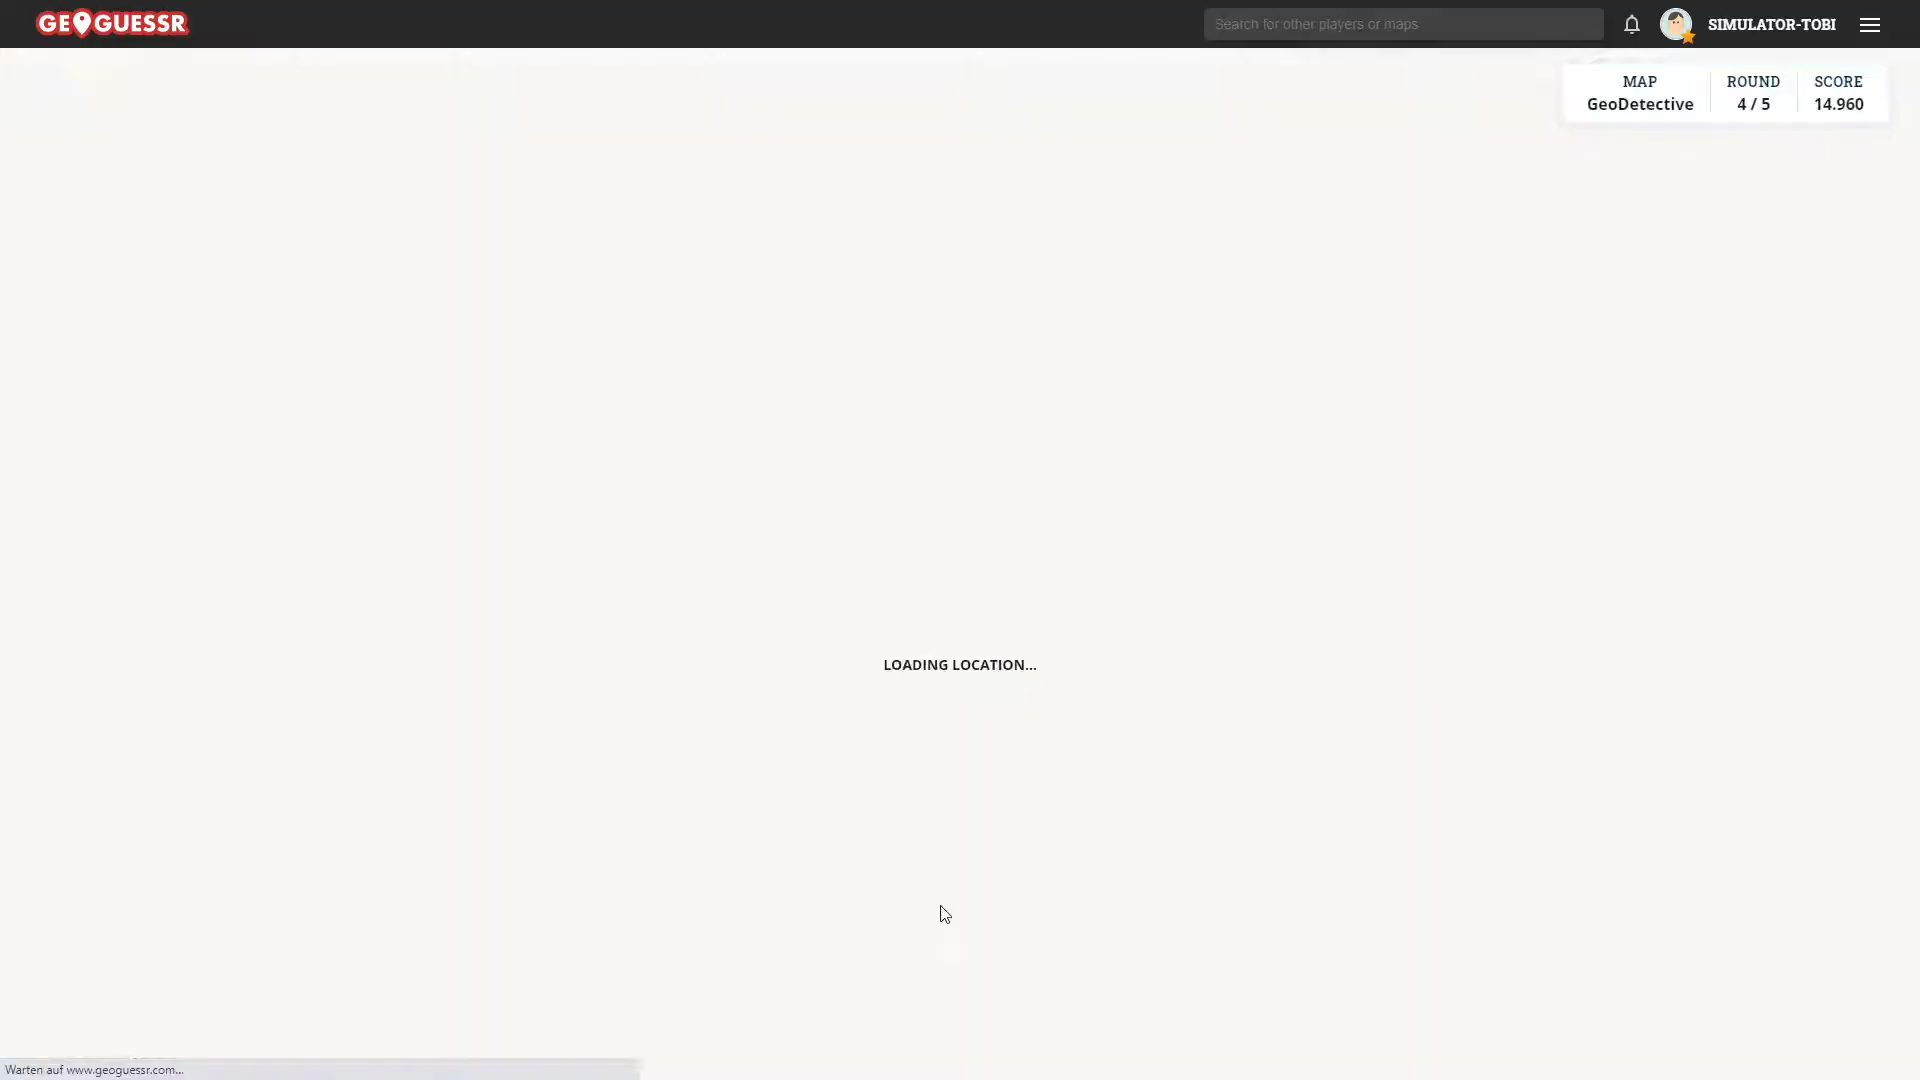 GEOGUESSR
Search for other players or maps
SIMULATOR-TOBI
MAP
GeoDetective
ROUND
4 / 5
SCORE
14.960
LOADING LOCATION...
Warten auf www.geoguessr.com...